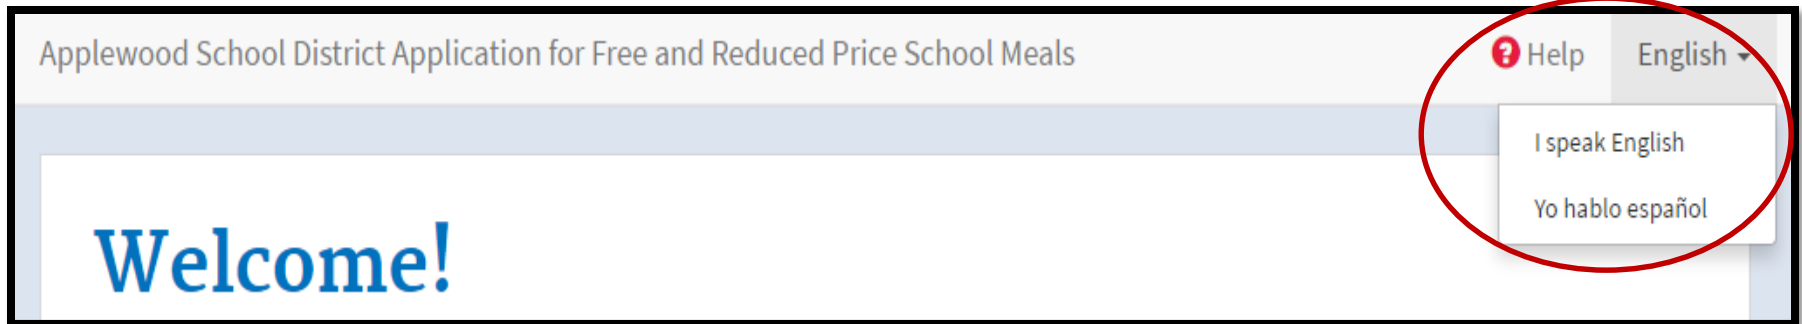 Applewood School District Application for Free and Reduced Price School Meals
? Help
English
I speak English
Yo hablo español
Welcome!